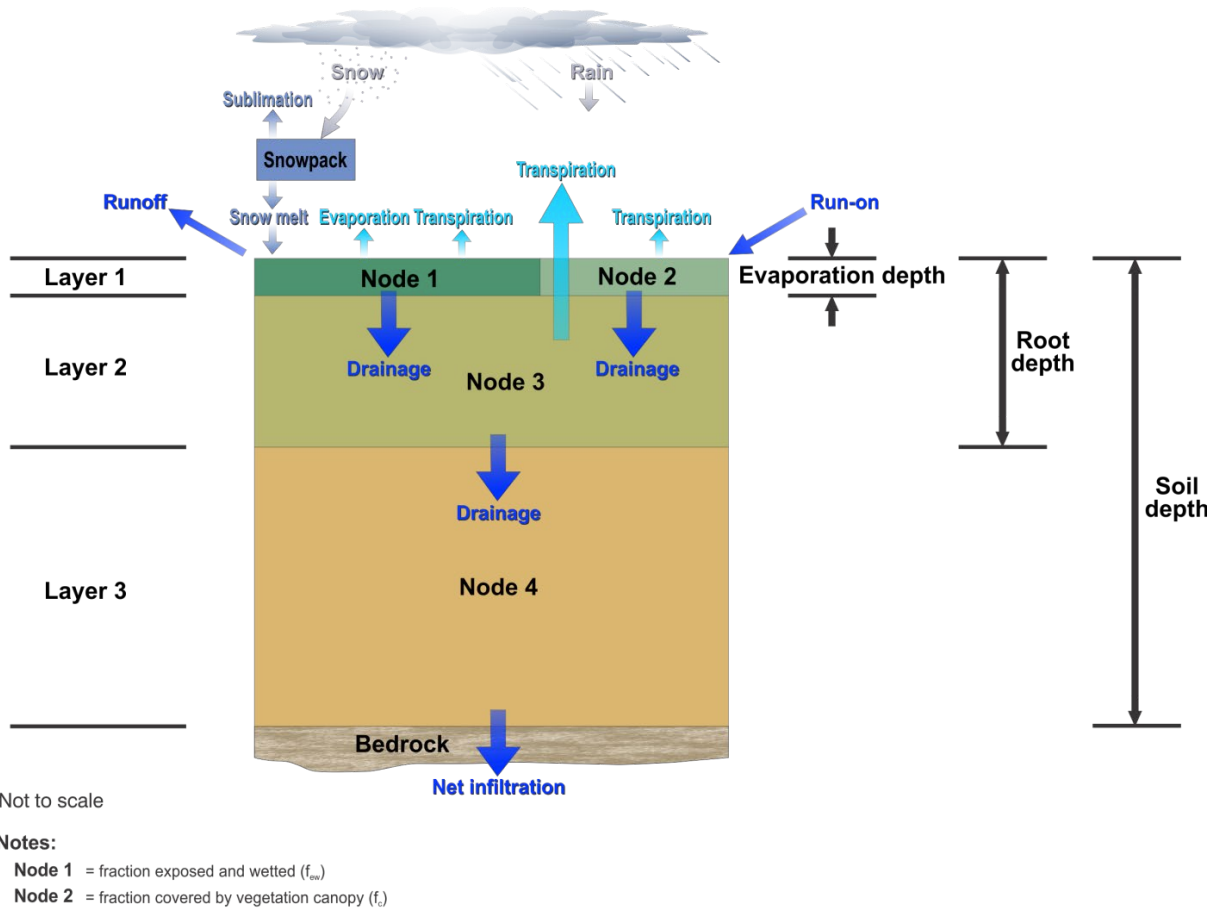 Snow
Rain
Sublimation
Snowpack
Transpiration
Runoff
Snow melt
Evaporation
Transpiration
Transpiration
Run-on
Layer 1
Node 1
Node 2
Evaporation depth
Layer 2
Drainage
Node 3
Drainage
Root
depth
Drainage
Soil
depth
Layer 3
Node 4
Bedrock
Net infiltration
Not to scale
Notes:
Node 1 = fraction exposed and wetted (few)
Node 2 = fraction covered by vegetation canopy (fc)